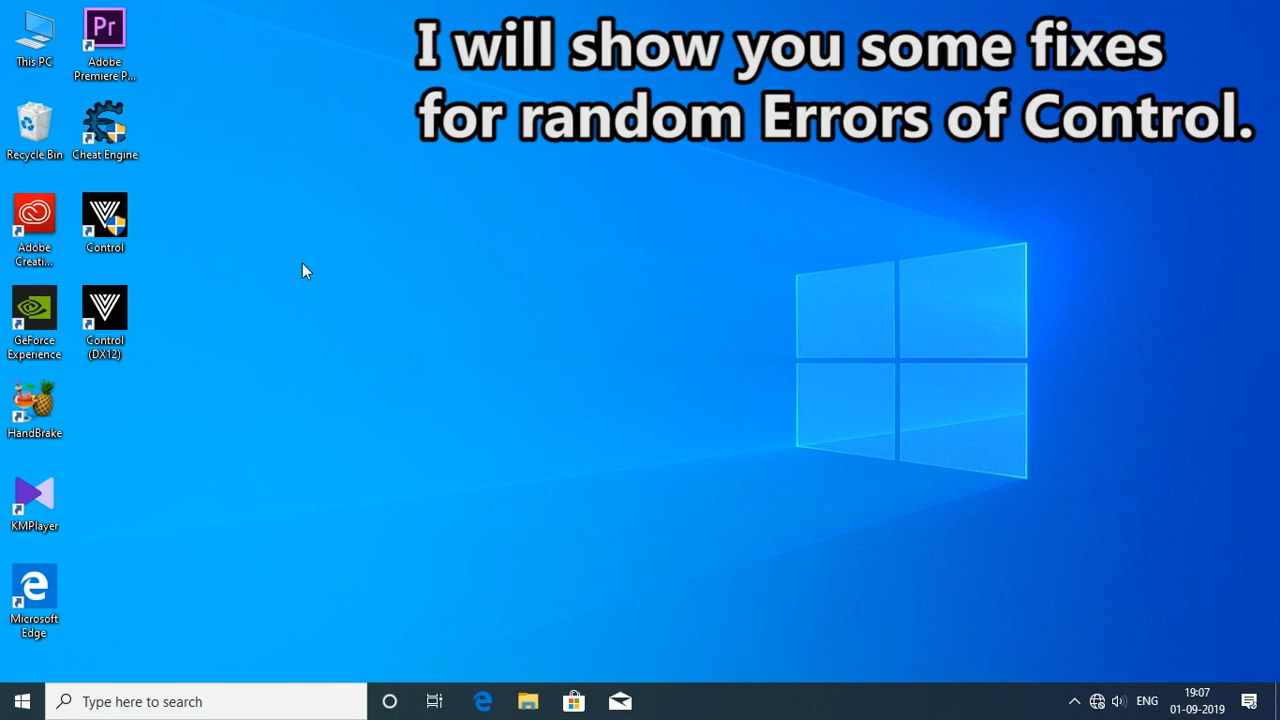 I will show you some fixes
for random Errors of Control.
This PC
Adobe
Premiere P...
Recycle Bin
Cheat Engine
Adobe
Creati...
Control
GeForce
Experience
Control
(DX12)
HandBrake
KMPlayer
Microsoft
Edge
Type here to search
ENG
19:07
01-09-2019